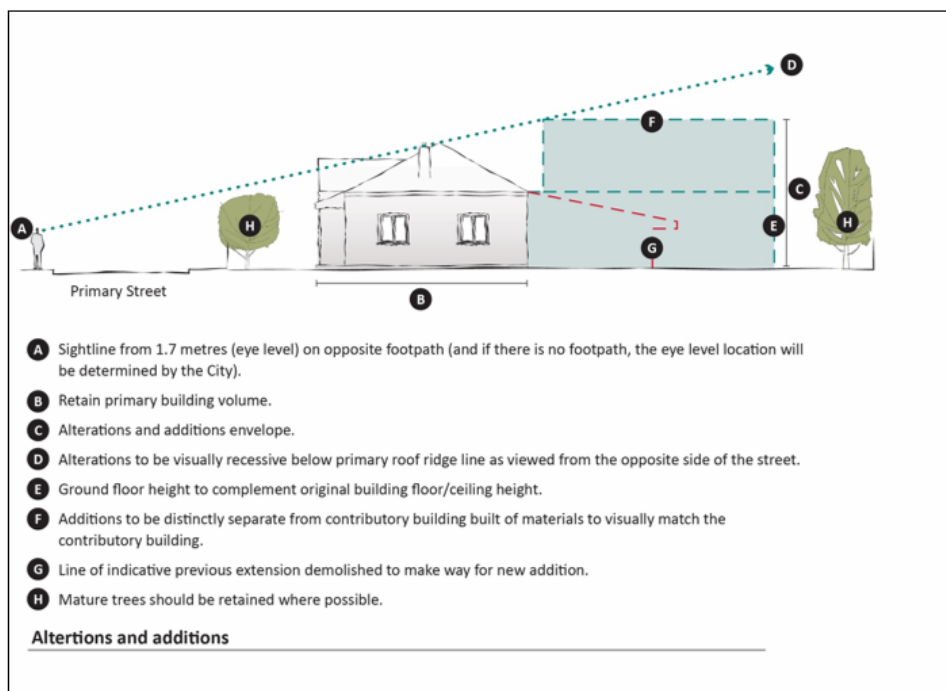 D
F
A
H
C
H
E
G
Primary Street
B
A Sightline from 1.7 metres (eye level) on opposite footpath (and if there is no footpath, the eye level location will
be determined by the City).
B Retain primary building volume.
C Alterations and additions envelope.
D Alterations to be visually recessive below primary roof ridge line as viewed from the opposite side of the street.
E Ground floor height to complement original building floor/ceiling height.
F Additions to be distinctly separate from contributory building built of materials to visually match the
contributory building.
G Line of indicative previous extension demolished to make way for new addition.
H Mature trees should be retained where possible.
Altertions and additions